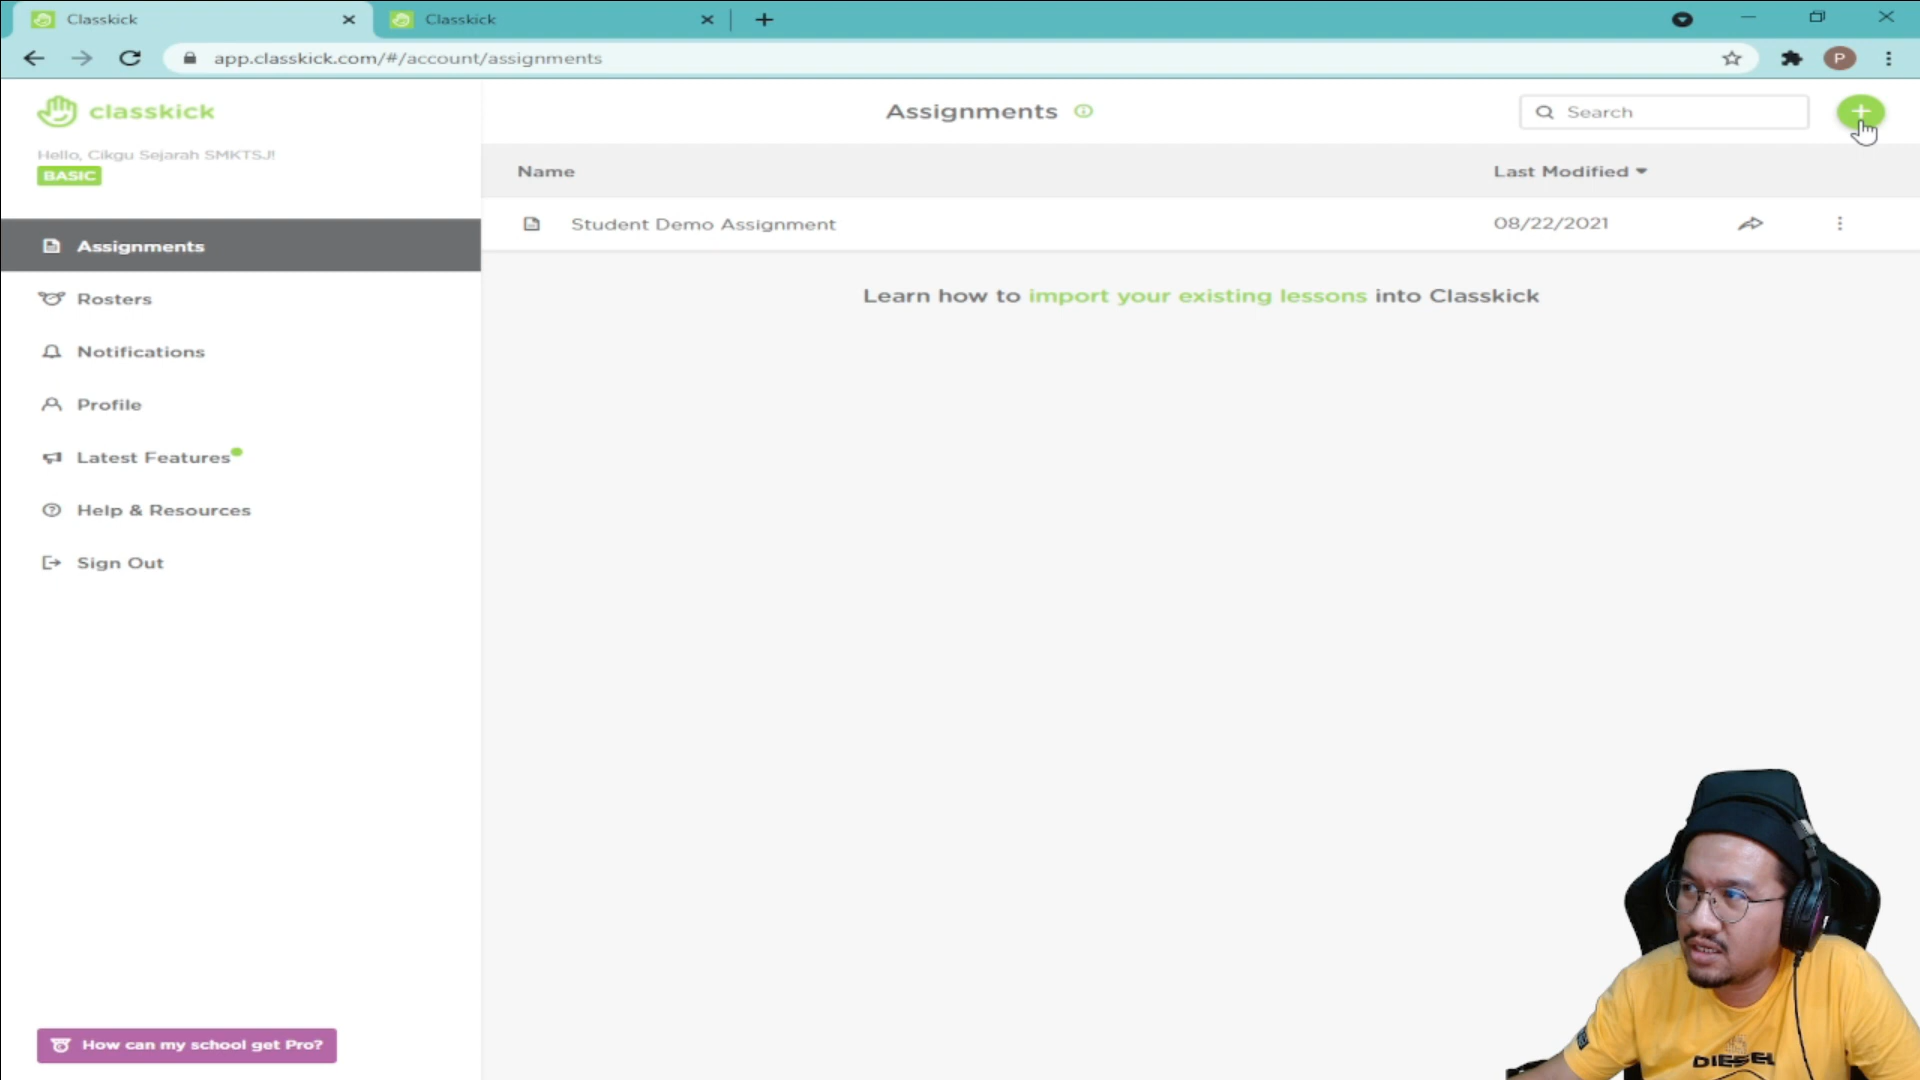 Classkick
Classkick
app.classkick.com/#/account/assignments
P
classkick
Hello, Cikgu Sejarah SMKTSJ!
BASIC
Assignments
Search
Name
Last Modified
Assignments
Student Demo Assignment
08/22/2021
Rosters
Learn how to import your existing lessons into Classkick
Notifications
Profile
Latest Features
Help & Resources
Sign Out
How can my school get Pro?
DIESEL